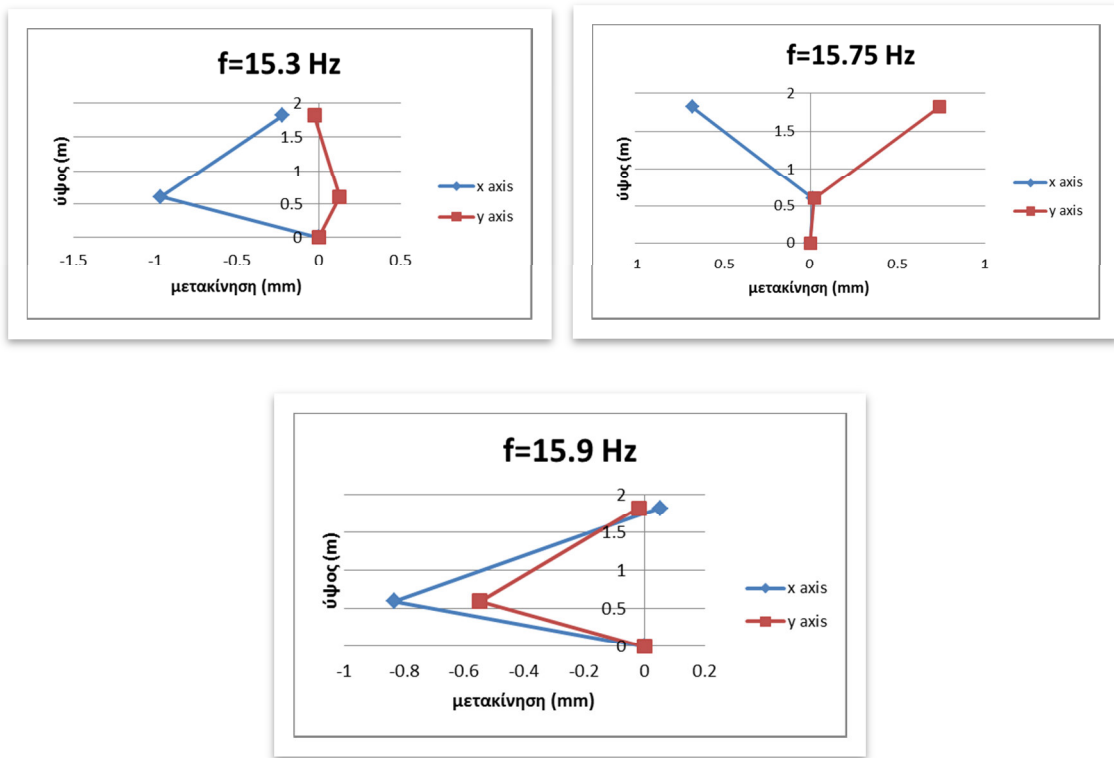 f=15.3 Hz
2
1.5
1
0.5
0
-1.5 -1 -0.5 0 0.5
ύψος (m)
μετακίνηση (mm)
x axis
y axis
f=15.75 Hz
2
1.5
1
0.5
0
1 0.5 0 0.5 1
ύψος (m)
μετακίνηση (mm)
x axis
y axis
f=15.9 Hz
2
1.5
1
0.5
0
-1 -0.8 -0.6 -0.4 -0.2 0 0.2
ύψος (m)
μετακίνηση (mm)
x axis
y axis